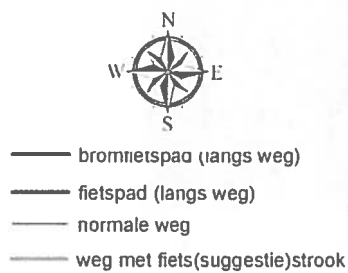 N
W E
S
bromfietspad (langs weg)
fietspad (langs weg)
normale weg
weg met fiets(suggestie)strook